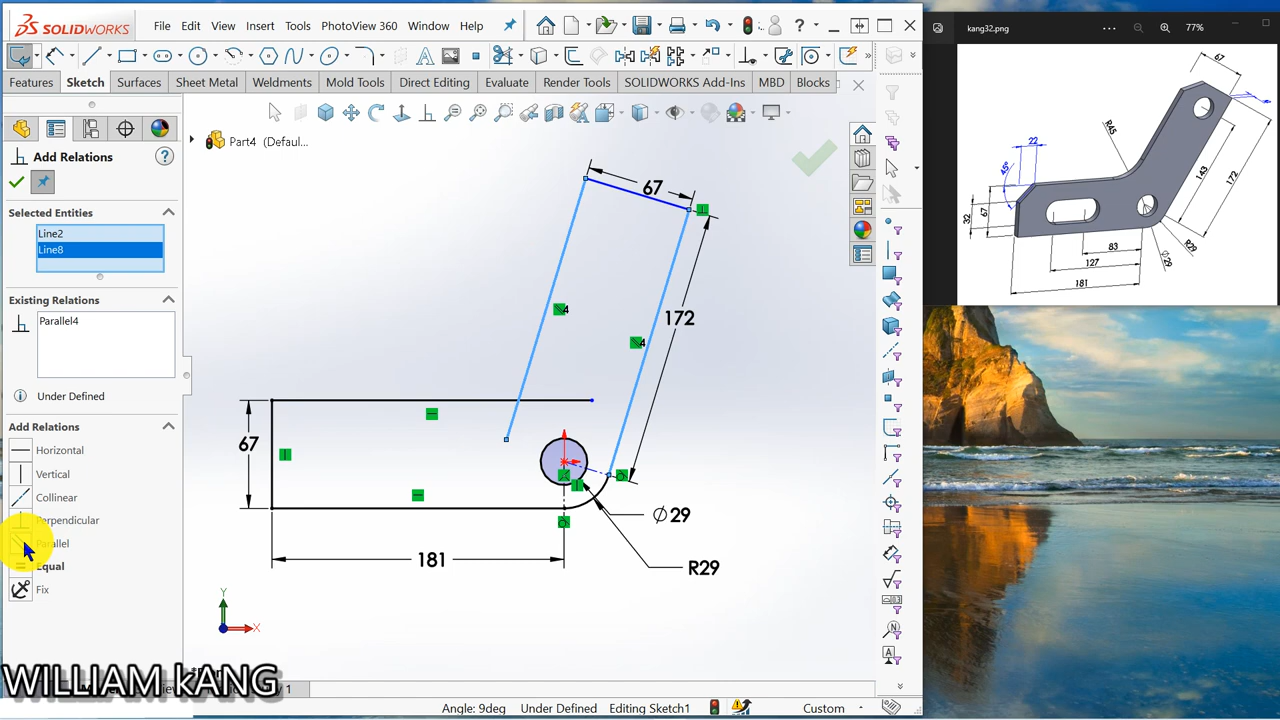 SOLIDWORKS
File Edit View Insert Tools PhotoView 360 Window Help
Features Sketch Surfaces Sheet Metal Weldments Mold Tools Direct Editing Evaluate Render Tools SOLIDWORKS Add-Ins MBD Blocks
Add Relations
Selected Entities
Line2
Line8
Existing Relations
Parallel4
Under Defined
Add Relations
Horizontal
Vertical
Collinear
Perpendicular
Parallel
Equal
Fix
Part4 (Defaul...
67
172
67
Ø29
181
R29
Y
X
WILLIAM kANG
Angle: 9deg Under Defined Editing Sketch1 Custom
kang32.png
77%
67
R45
22
45°
143
172
32
67
83
R29
Ø29
127
181